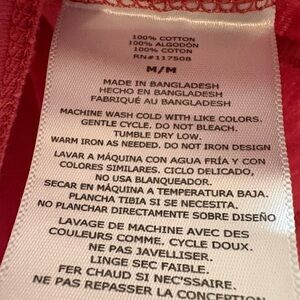 100% COTTON
100% ALGODÓN
100% COTON
RN#117508
M/M
MADE IN BANGLADESH
HECHO EN BANGLADESH
FABRIQUÉ AU BANGLADESH
MACHINE WASH COLD WITH LIKE COLORS.
GENTLE CYCLE. DO NOT BLEACH.
TUMBLE DRY LOW.
WARM IRON AS NEEDED. DO NOT IRON DESIGN
LAVAR A MÁQUINA CON AGUA FRÍA Y CON
COLORES SIMILARES. CICLO DELICADO,
NO USA BLANQUEADOR.
SECAR EN MÁQUINA A TEMPERATURA BAJA.
PLANCHA TIBIA SI SE NECESITA.
NO PLANCHAR DIRECTAMENTE SOBRE DISEÑO
LAVAGE DE MACHINE AVEC DES
COULEURS COMME. CYCLE DOUX.
NE PAS JAVELLISER.
LINGE SEC FAIBLE.
FER CHAUD SI NEC'SSAIRE.
NE PAS REPASSER LA CONCEPTION